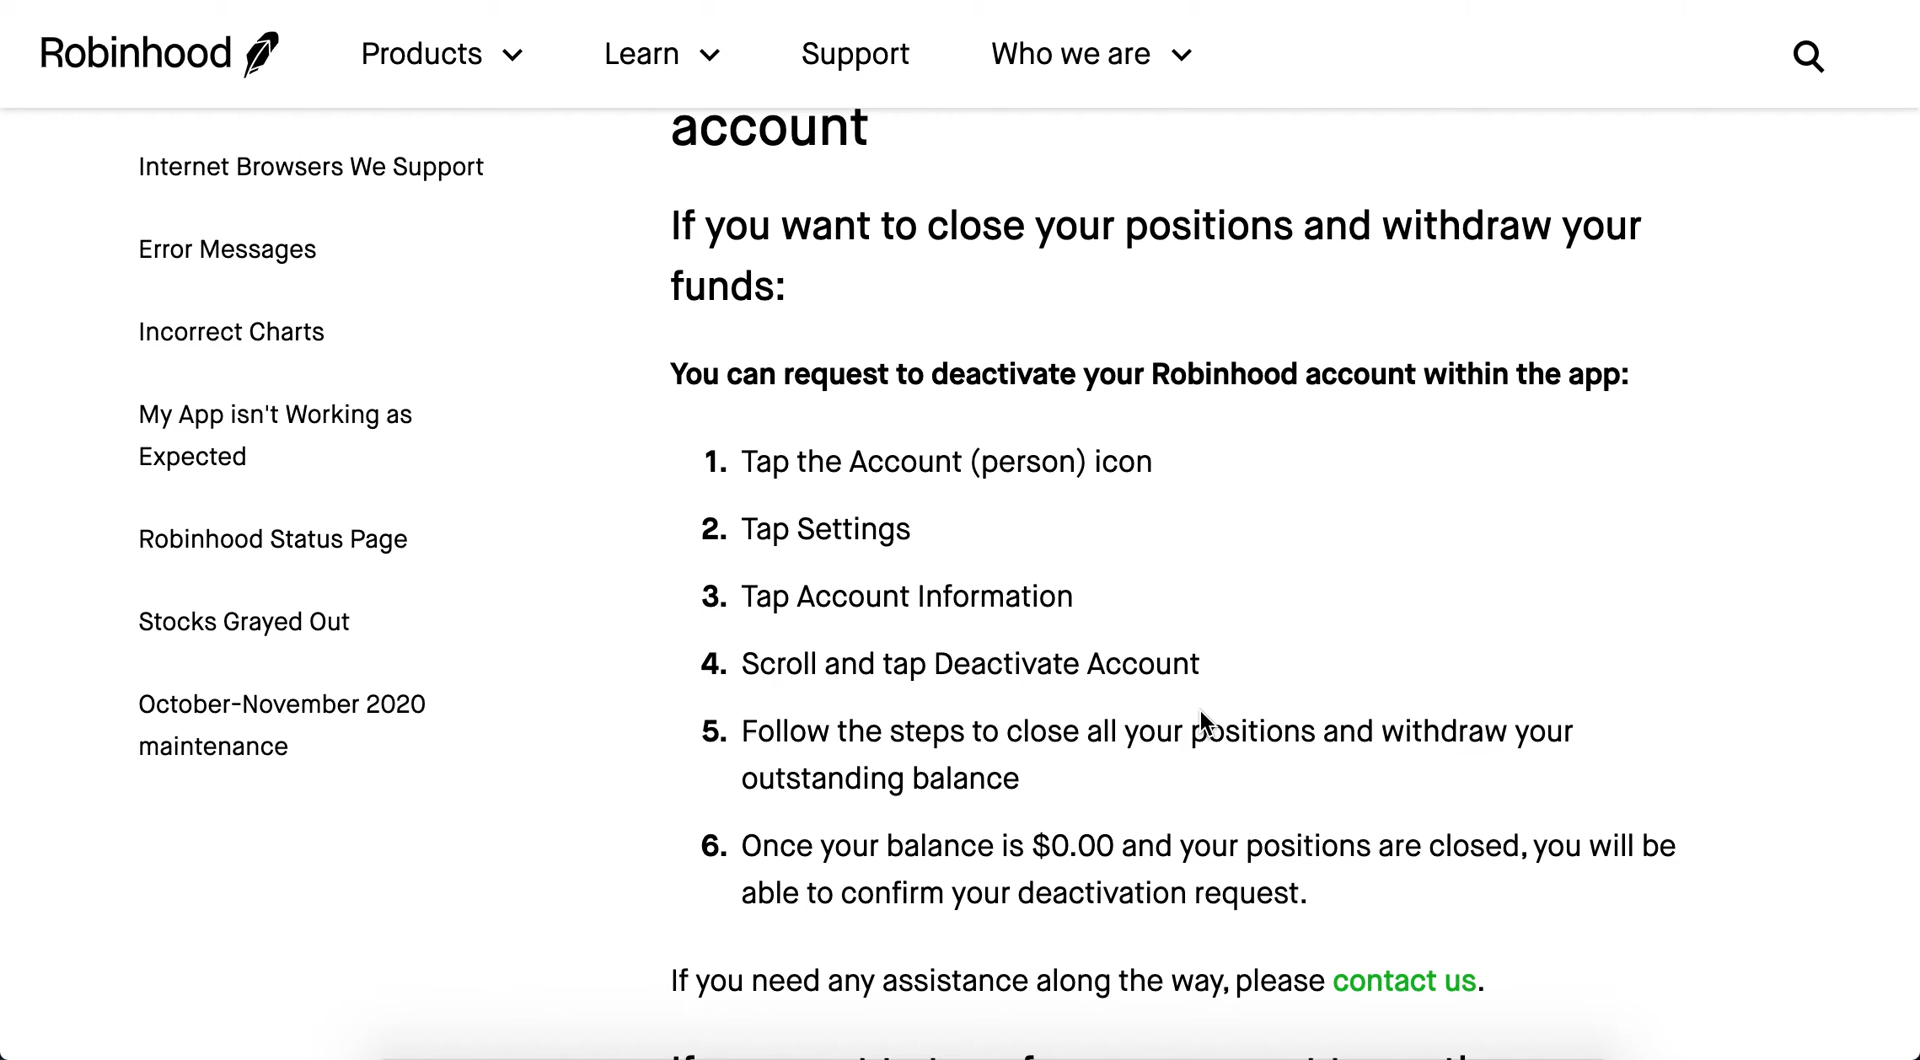 Robinhood
Products
Learn
Support
Who we are
Internet Browsers We Support
Error Messages
Incorrect Charts
My App isn't Working as
Expected
Robinhood Status Page
Stocks Grayed Out
October-November 2020
maintenance
account
If you want to close your positions and withdraw your
funds:
You can request to deactivate your Robinhood account within the app:
1. Tap the Account (person) icon
2. Tap Settings
3. Tap Account Information
4. Scroll and tap Deactivate Account
5. Follow the steps to close all your positions and withdraw your
outstanding balance
6. Once your balance is $0.00 and your positions are closed, you will be
able to confirm your deactivation request.
If you need any assistance along the way, please contact us.